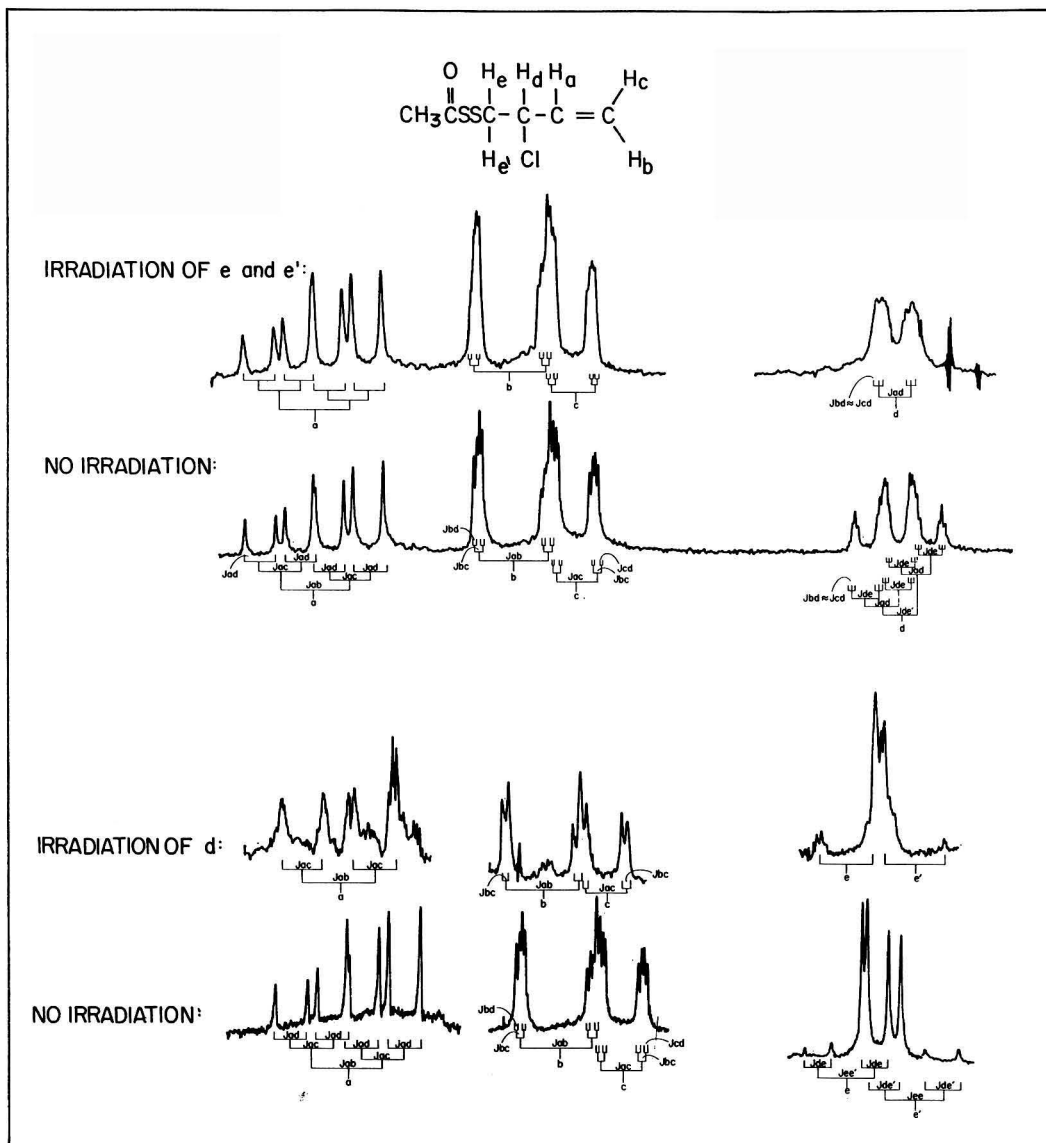 O
He Hd Ha Hc
CH3CSSC-C-C=C
He' Cl Hb
IRRADIATION OF e and e':
b
c
a
Jbd≈Jcd
Jad
d
NO IRRADIATION:
Jad
Jac
Jad
Jad
Jac
Jad
Jab
a
Jbd
Jbc
Jab
b
Jac
c
Jcd
Jbc
Jbd≈Jcd
Jde
Jad
Jde
Jad
Jde
Jde
Jde'
d
IRRADIATION OF d:
Jac
Jac
Jab
a
Jbc
Jab
b
Jac
c
Jbc
e
e'
NO IRRADIATION:
Jad
Jad
Jac
Jad
Jad
Jac
Jab
a
Jbd
Jbc
Jab
b
Jac
c
Jcd
Jbc
Jde
Jde
Jee'
e
Jde'
Jde'
Jee
e'